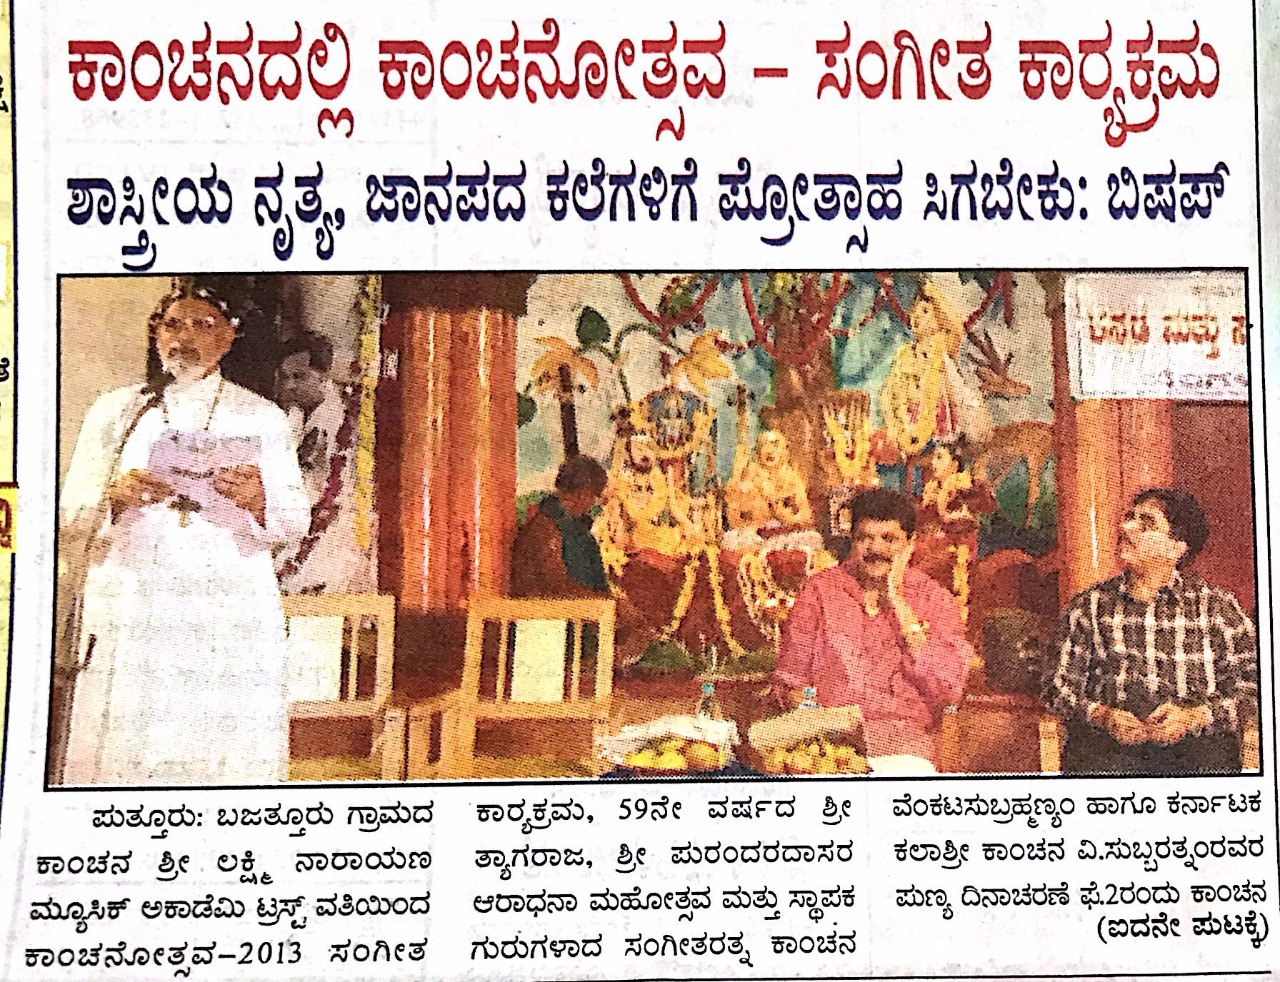 ಕಾಂಚನದಲ್ಲಿ ಕಾಂಚನೋತ್ಸವ – ಸಂಗೀತ ಕಾರ‍್ಯಕ್ರಮ
ಶಾಸ್ತ್ರೀಯ ನೃತ್ಯ, ಜಾನಪದ ಕಲೆಗಳಿಗೆ ಪ್ರೋತ್ಸಾಹ ಸಿಗಬೇಕು: ಬಿಷಪ್
ಮತ್ತು
ಪುತ್ತೂರು: ಬಜತ್ತೂರು ಗ್ರಾಮದ
ಕಾಂಚನ ಶ್ರೀ ಲಕ್ಷ್ಮಿ ನಾರಾಯಣ
ಮ್ಯೂಸಿಕ್ ಅಕಾಡೆಮಿ ಟ್ರಸ್ಟ್ ವತಿಯಿಂದ
ಕಾಂಚನೋತ್ಸವ–2013 ಸಂಗೀತ
ಕಾರ‍್ಯಕ್ರಮ, 59ನೇ ವರ್ಷದ ಶ್ರೀ
ತ್ಯಾಗರಾಜ, ಶ್ರೀ ಪುರಂದರದಾಸರ
ಆರಾಧನಾ ಮಹೋತ್ಸವ ಮತ್ತು ಸ್ಥಾಪಕ
ಗುರುಗಳಾದ ಸಂಗೀತರತ್ನ ಕಾಂಚನ
ವೆಂಕಟಸುಬ್ರಹ್ಮಣ್ಯಂ ಹಾಗೂ ಕರ್ನಾಟಕ
ಕಲಾಶ್ರೀ ಕಾಂಚನ ವಿ.ಸುಬ್ಬರತ್ನಂರವರ
ಪುಣ್ಯ ದಿನಾಚರಣೆ ಫೆ.2ರಂದು ಕಾಂಚನ
(ಐದನೇ ಪುಟಕ್ಕೆ)